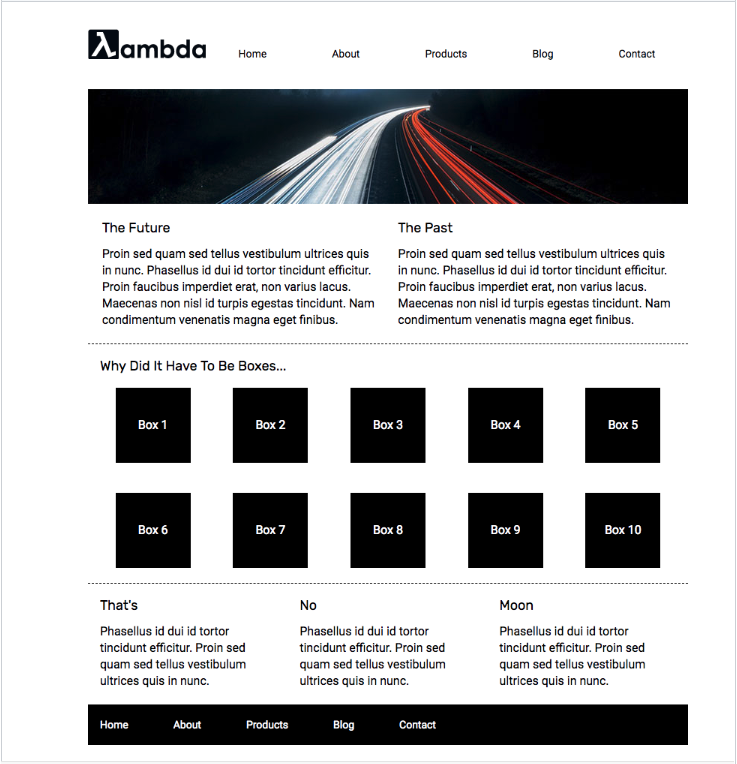 λambda
Home About Products Blog Contact
The Future
Proin sed quam sed tellus vestibulum ultrices quis
in nunc. Phasellus id dui id tortor tincidunt efficitur.
Proin faucibus imperdiet erat, non varius lacus.
Maecenas non nisl id turpis egestas tincidunt. Nam
condimentum venenatis magna eget finibus.
The Past
Proin sed quam sed tellus vestibulum ultrices quis
in nunc. Phasellus id dui id tortor tincidunt efficitur.
Proin faucibus imperdiet erat, non varius lacus.
Maecenas non nisl id turpis egestas tincidunt. Nam
condimentum venenatis magna eget finibus.
Why Did It Have To Be Boxes...
Box 1 Box 2 Box 3 Box 4 Box 5
Box 6 Box 7 Box 8 Box 9 Box 10
That's
Phasellus id dui id tortor
tincidunt efficitur. Proin sed
quam sed tellus vestibulum
ultrices quis in nunc.
No
Phasellus id dui id tortor
tincidunt efficitur. Proin sed
quam sed tellus vestibulum
ultrices quis in nunc.
Moon
Phasellus id dui id tortor
tincidunt efficitur. Proin sed
quam sed tellus vestibulum
ultrices quis in nunc.
Home About Products Blog Contact